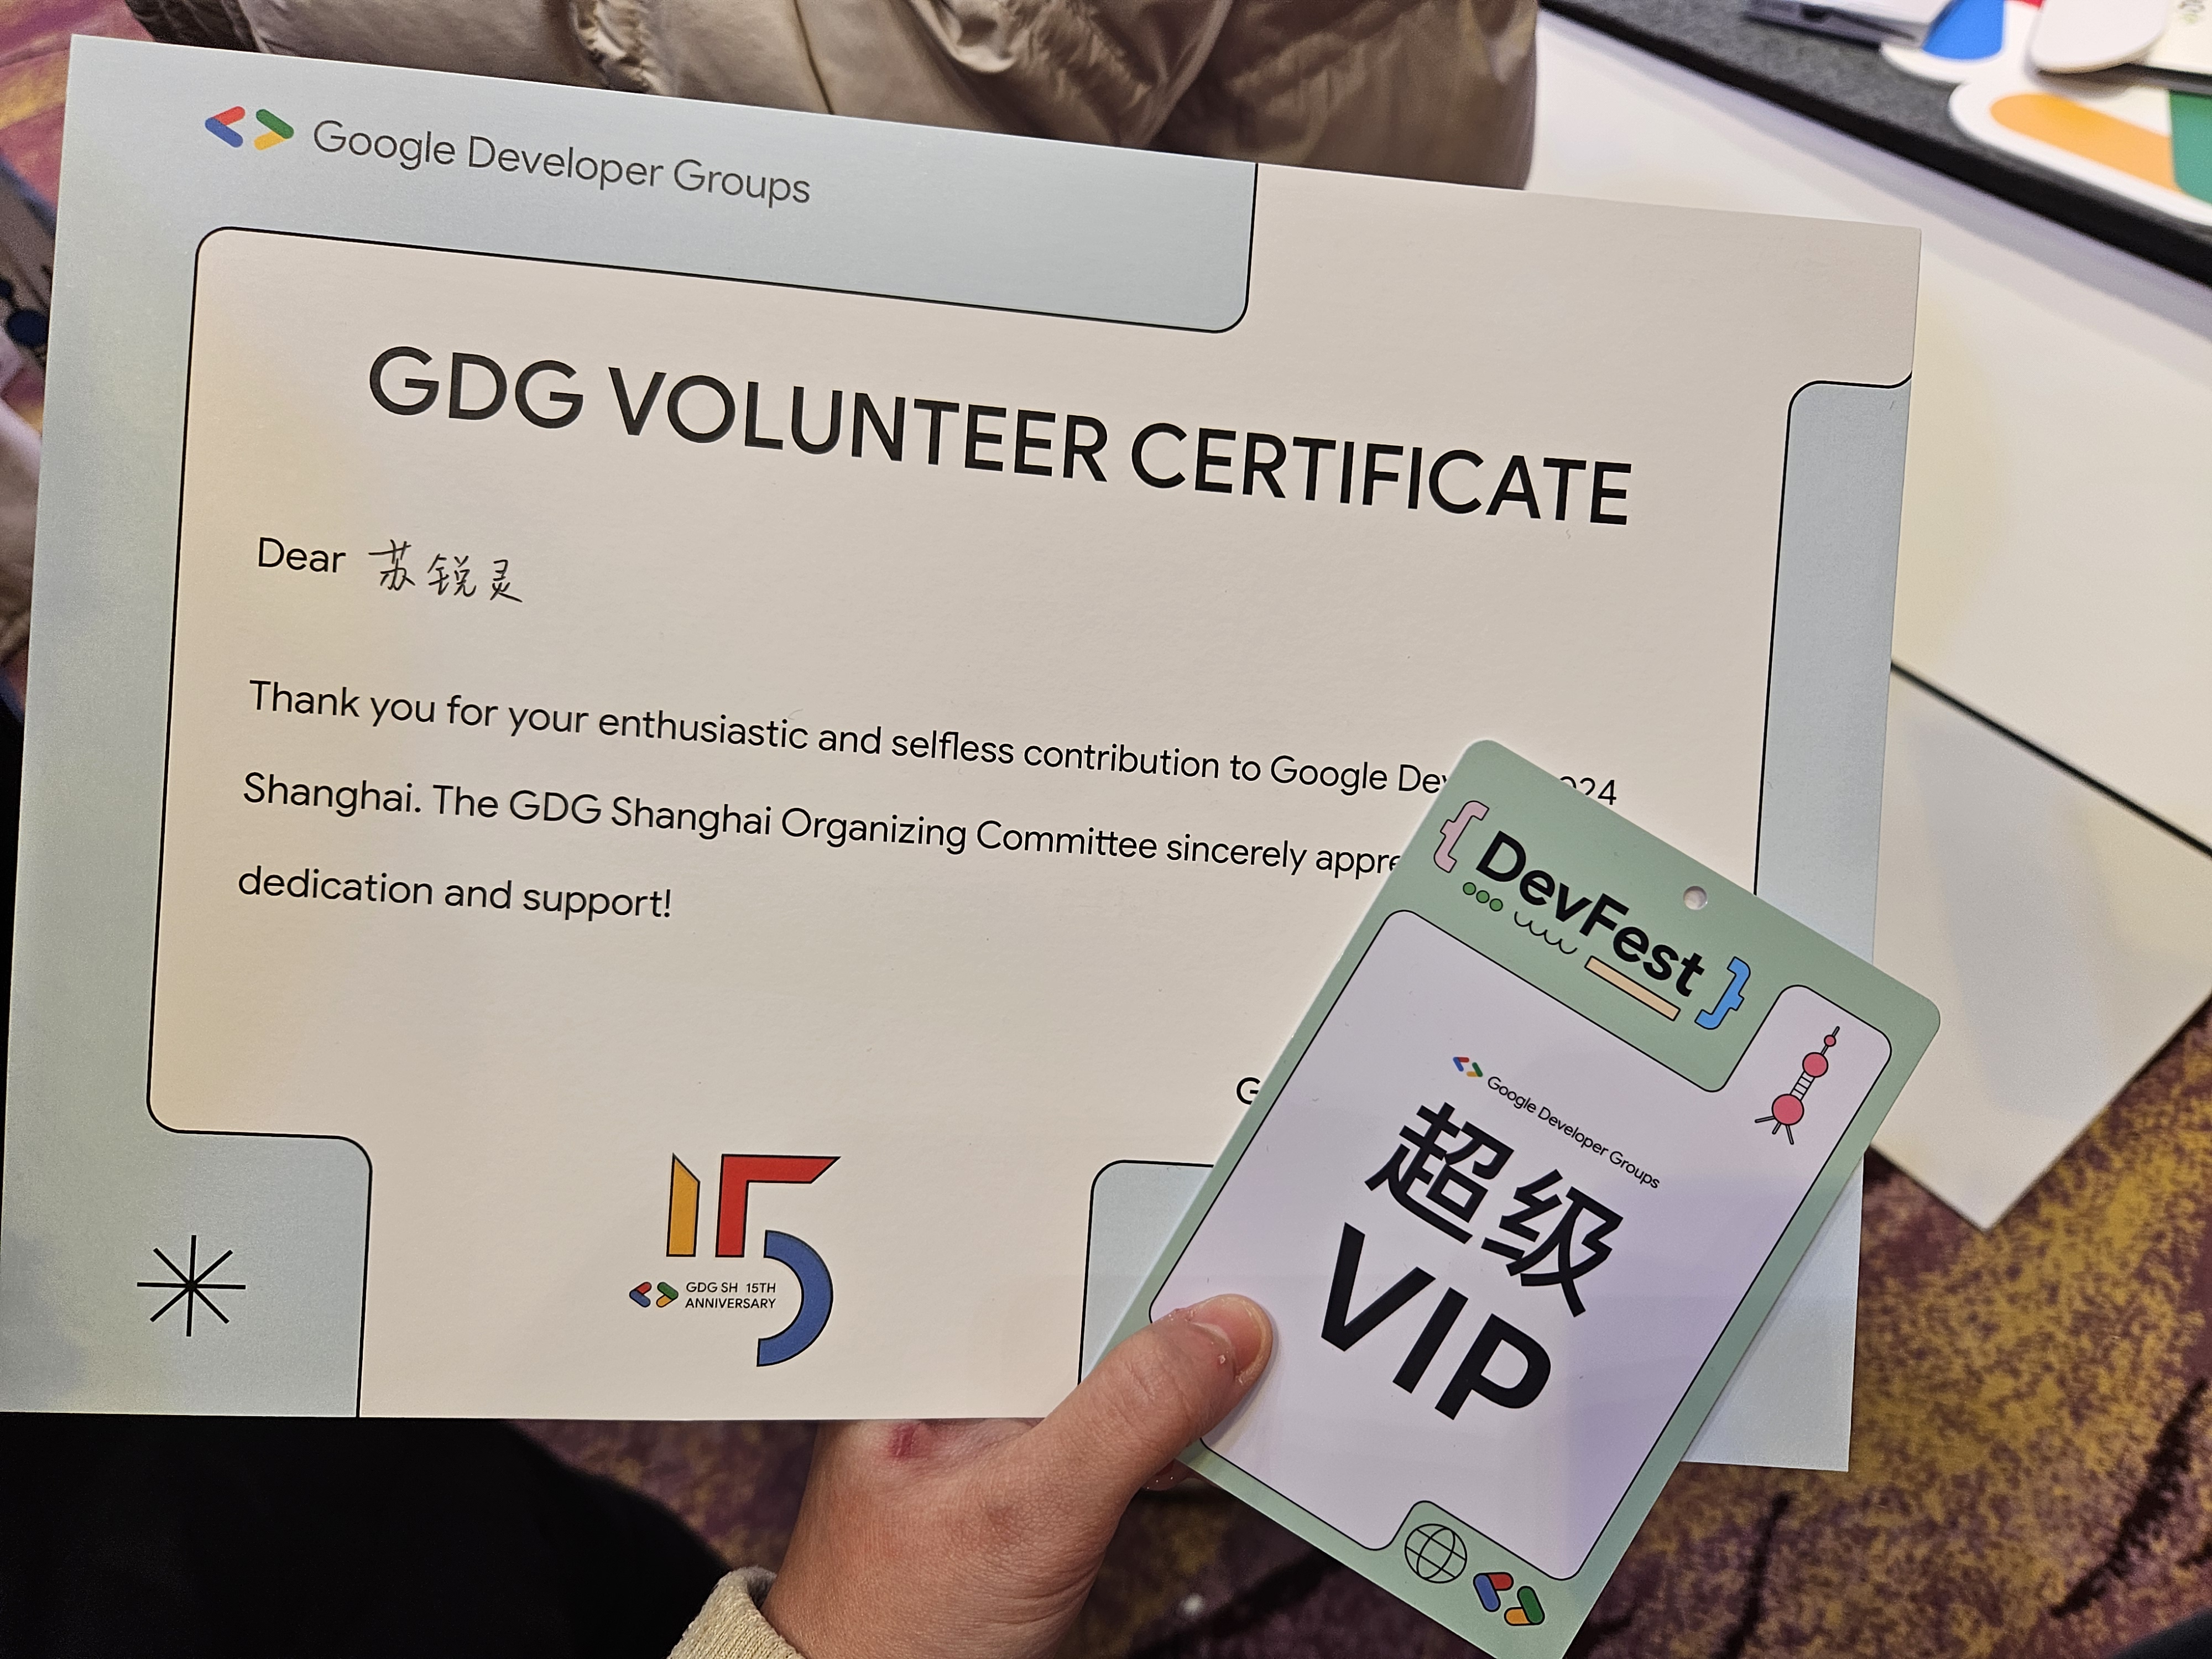 Google Developer Groups
GDG VOLUNTEER CERTIFICATE
Dear 苏锐灵
Thank you for your enthusiastic and selfless contribution to Google
Shanghai. The GDG Shanghai Organizing Committee sincerely
dedication and support!
GDG SH 15TH
ANNIVERSARY
15
{DevFest}
Google Developer Groups
超级
VIP